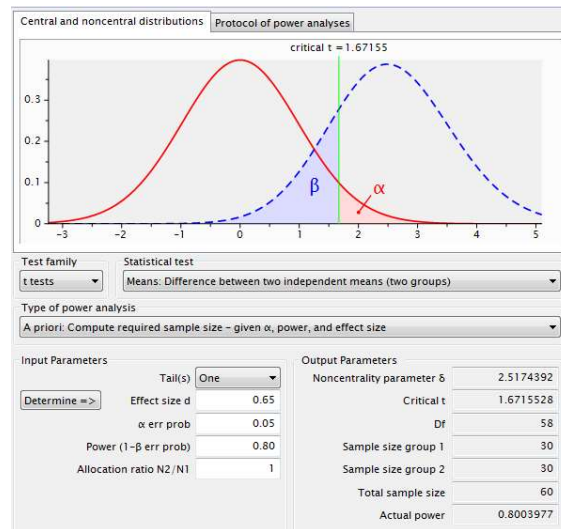 Central and noncentral distributions Protocol of power analyses
critical t = 1.67155
0.3
0.2
0.1
0
β
α
-3 -2 -1 0 1 2 3 4 5
Test family Statistical test
t tests Means: Difference between two independent means (two groups)
Type of power analysis
A priori: Compute required sample size – given α, power, and effect size
Input Parameters Output Parameters
Tail(s) One Noncentrality parameter δ 2.5174392
Determine => Effect size d 0.65 Critical t 1.6715528
α err prob 0.05 Df 58
Power (1-β err prob) 0.80 Sample size group 1 30
Allocation ratio N2/N1 1 Sample size group 2 30
Total sample size 60
Actual power 0.8003977